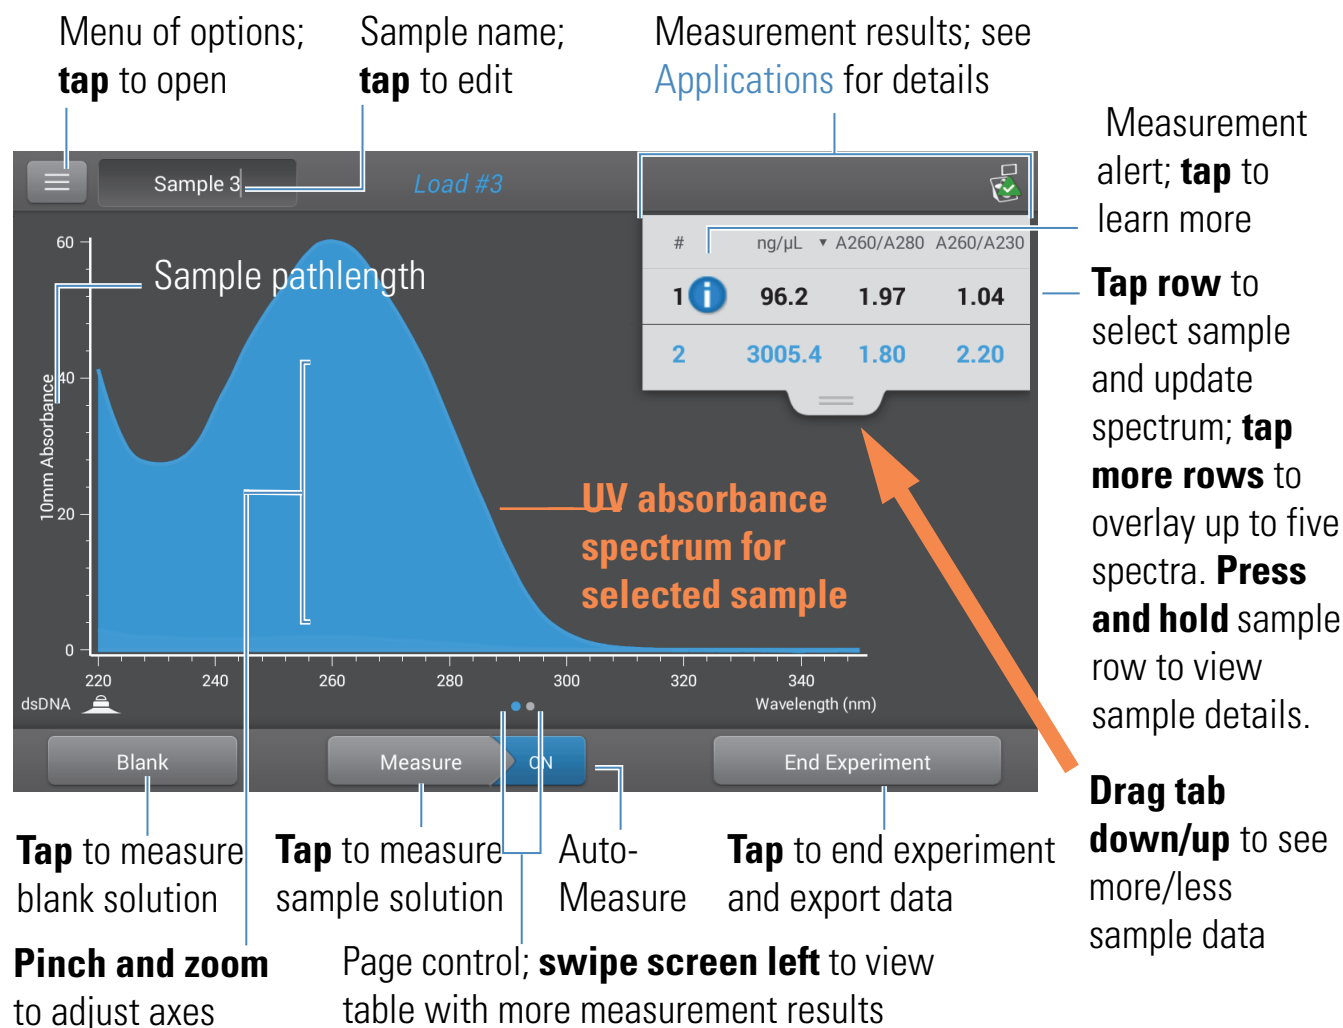 Menu of options;
tap to open
Sample name;
tap to edit
Measurement results; see
Applications for details
Measurement
alert; tap to
learn more
Sample 3
Load #3
# ng/µL ▼ A260/A280 A260/A230
1 i 96.2 1.97 1.04
2 3005.4 1.80 2.20
Tap row to
select sample
and update
spectrum; tap
more rows to
overlay up to five
spectra. Press
and hold sample
row to view
sample details.
Sample pathlength
10mm Absorbance
60
40
20
0
UV absorbance
spectrum for
selected sample
220 240 260 280 300 320 340
dsDNA
Wavelength (nm)
Blank
Measure
ON
End Experiment
Drag tab
down/up to see
more/less
sample data
Tap to measure
blank solution
Tap to measure
sample solution
Auto-
Measure
Tap to end experiment
and export data
Pinch and zoom
to adjust axes
Page control; swipe screen left to view
table with more measurement results